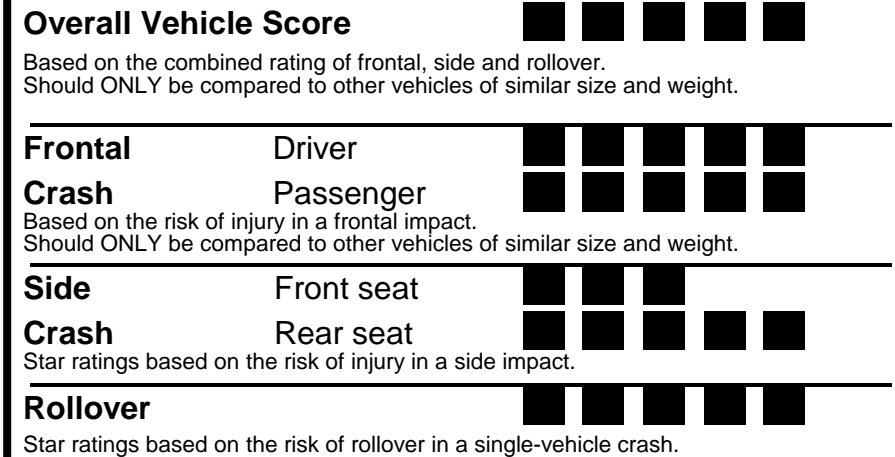 Overall Vehicle Score
Based on the combined rating of frontal, side and rollover.
Should ONLY be compared to other vehicles of similar size and weight.
Frontal Driver
Crash Passenger
Based on the risk of injury in a frontal impact.
Should ONLY be compared to other vehicles of similar size and weight.
Side Front seat
Crash Rear seat
Star ratings based on the risk of injury in a side impact.
Rollover
Star ratings based on the risk of rollover in a single-vehicle crash.